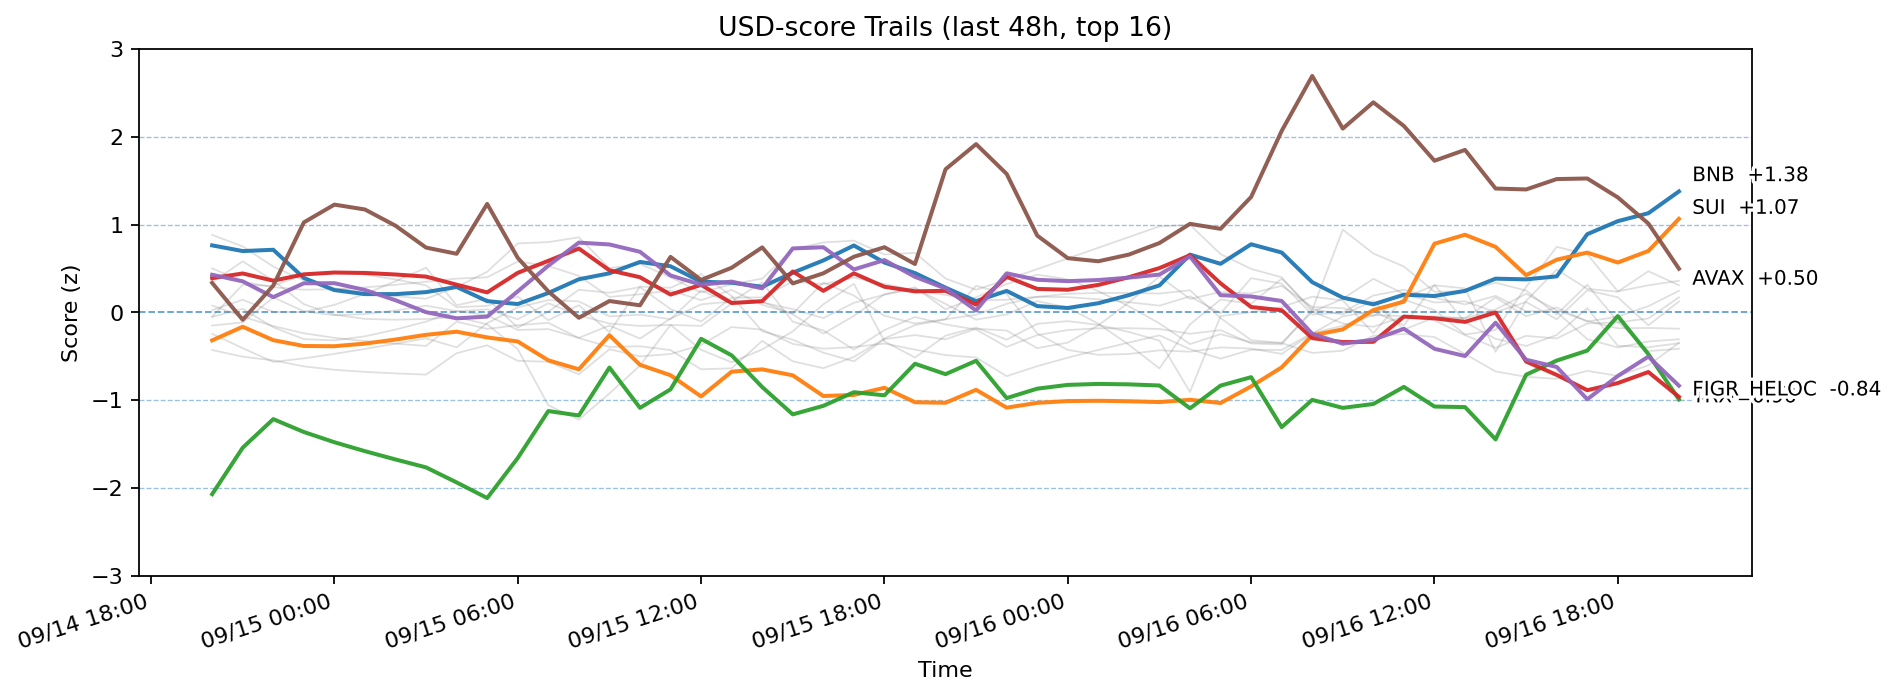 USD-score Trails (last 48h, top 16)
3
2
1
0
−1
−2
−3
Score (z)
BNB +1.38
SUI +1.07
AVAX +0.50
FIGR_HELOC -0.84
09/14 18:00
09/15 00:00
09/15 06:00
09/15 12:00
09/15 18:00
09/16 00:00
09/16 06:00
09/16 12:00
09/16 18:00
Time